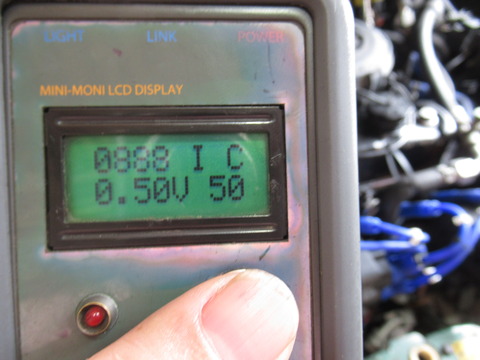 LIGHT LINK POWER
MINI-MONI LCD DISPLAY
0888 I C
0.50V 50